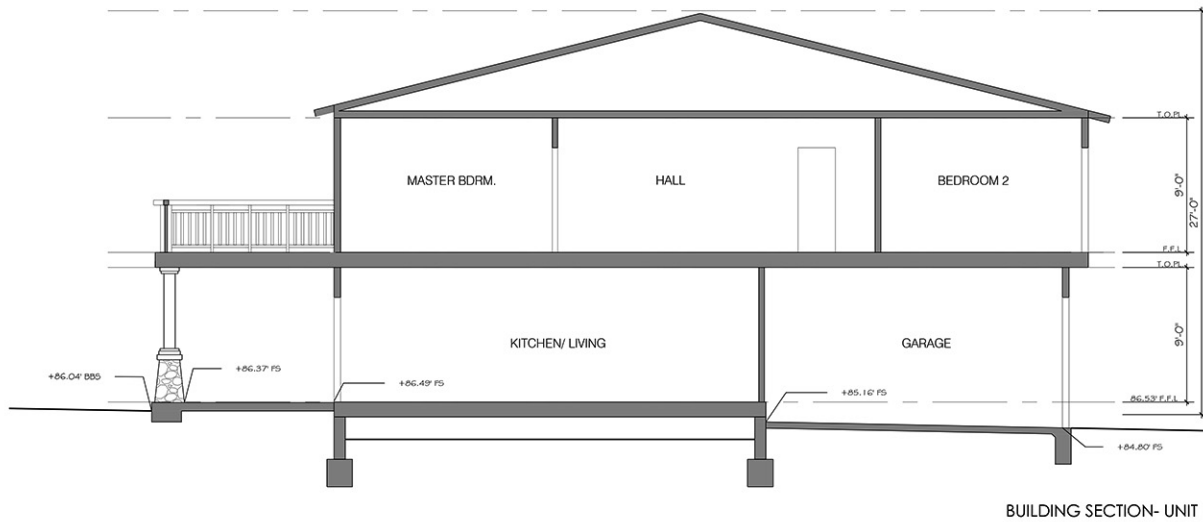 T.O.PL
MASTER BDRM.
HALL
BEDROOM 2
9'-0"
27'-0"
F.F.L
T.O.PL
KITCHEN/ LIVING
GARAGE
9'-0"
+86.04' BBS
+86.37' FS
+86.49' FS
+85.16' FS
86.53' F.F.L
+84.80' FS
BUILDING SECTION- UNIT